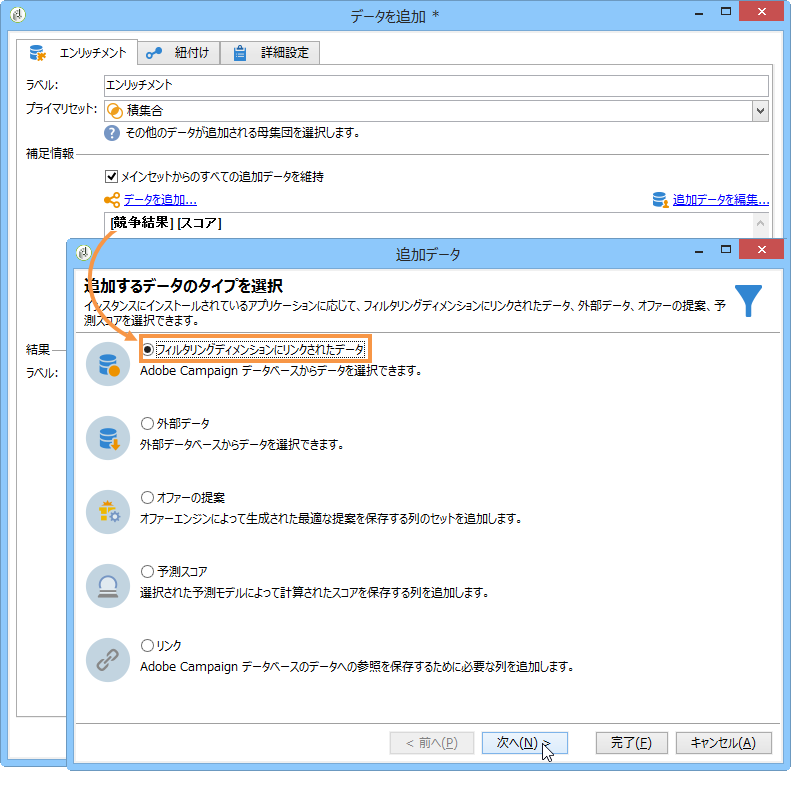 データを追加 *
エンリッチメント
紐付け
詳細設定
ラベル:
エンリッチメント
プライマリセット:
積集合
? その他のデータが追加される母集団を選択します。
補足情報
メインセットからのすべての追加データを維持
データを追加...
追加データを編集...
[競争結果] [スコア]
追加データ
追加するデータのタイプを選択
インスタンスにインストールされているアプリケーションに応じて、フィルタリングディメンションにリンクされたデータ、外部データ、オファーの提案、予
測スコアを選択できます。
結果
ラベル:
フィルタリングディメンションにリンクされたデータ
Adobe Campaign データベースからデータを選択できます。
外部データ
外部データベースからデータを選択できます。
オファーの提案
オファーエンジンによって生成された最適な提案を保存する列のセットを追加します。
予測スコア
選択された予測モデルによって計算されたスコアを保存する列を追加します。
リンク
Adobe Campaign データベースのデータへの参照を保存するために必要な列を追加します。
< 前へ(P)
次へ(N) >
完了(F)
キャンセル(A)